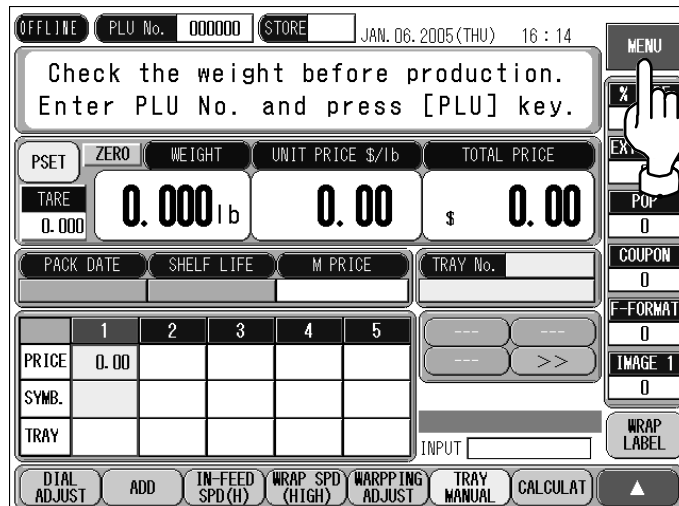 OFFLINE PLU No. 000000 STORE JAN. 06. 2005(THU) 16 : 14
MENU
Check the weight before production.
Enter PLU No. and press [PLU] key.
%
PSET ZERO WEIGHT UNIT PRICE $/lb TOTAL PRICE
TARE
0.000
0.000 lb 0.00 $ 0.00
POP
0
PACK DATE SHELF LIFE M PRICE TRAY No.
COUPON
0
F-FORMAT
0
IMAGE 1
0
1 2 3 4 5
--- ---
--- >>
PRICE 0.00
SYMB.
TRAY
INPUT
WRAP
LABEL
DIAL
ADJUST
ADD
IN-FEED
SPD(H)
WRAP SPD
(HIGH)
WARPPING
ADJUST
TRAY
MANUAL
CALCULAT